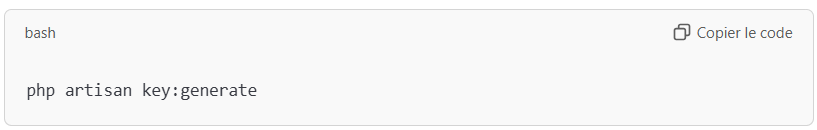 bash
Copier le code
php artisan key:generate